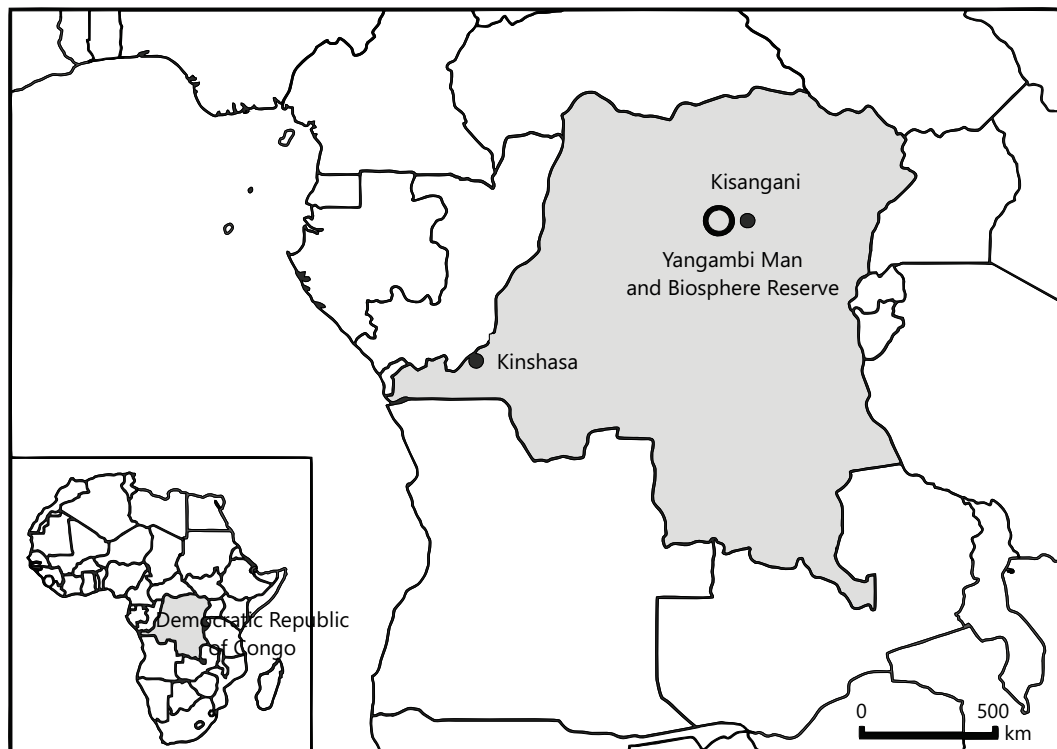 Kisangani
Yangambi Man
and Biosphere Reserve
Kinshasa
Democratic Republic
of Congo
0 500
km